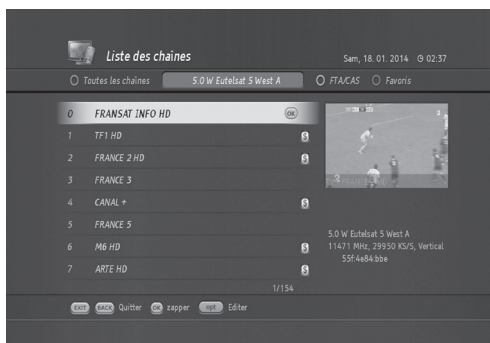 Liste des chaînes
Sam, 18. 01. 2014 02:37
Toutes les chaînes 5.0 W Eutelsat 5 West A FTA/CAS Favoris
0 FRANSAT INFO HD OK
1 TF1 HD $
2 FRANCE 2 HD $
3 FRANCE 3
4 CANAL + $
5 FRANCE 5
6 M6 HD $
7 ARTE HD $
5.0 W Eutelsat 5 West A
11471 MHz, 29950 KS/S, Vertical
55f:4e84:bbe
1/154
EXIT BACK Quitter OK zapper opt Editer